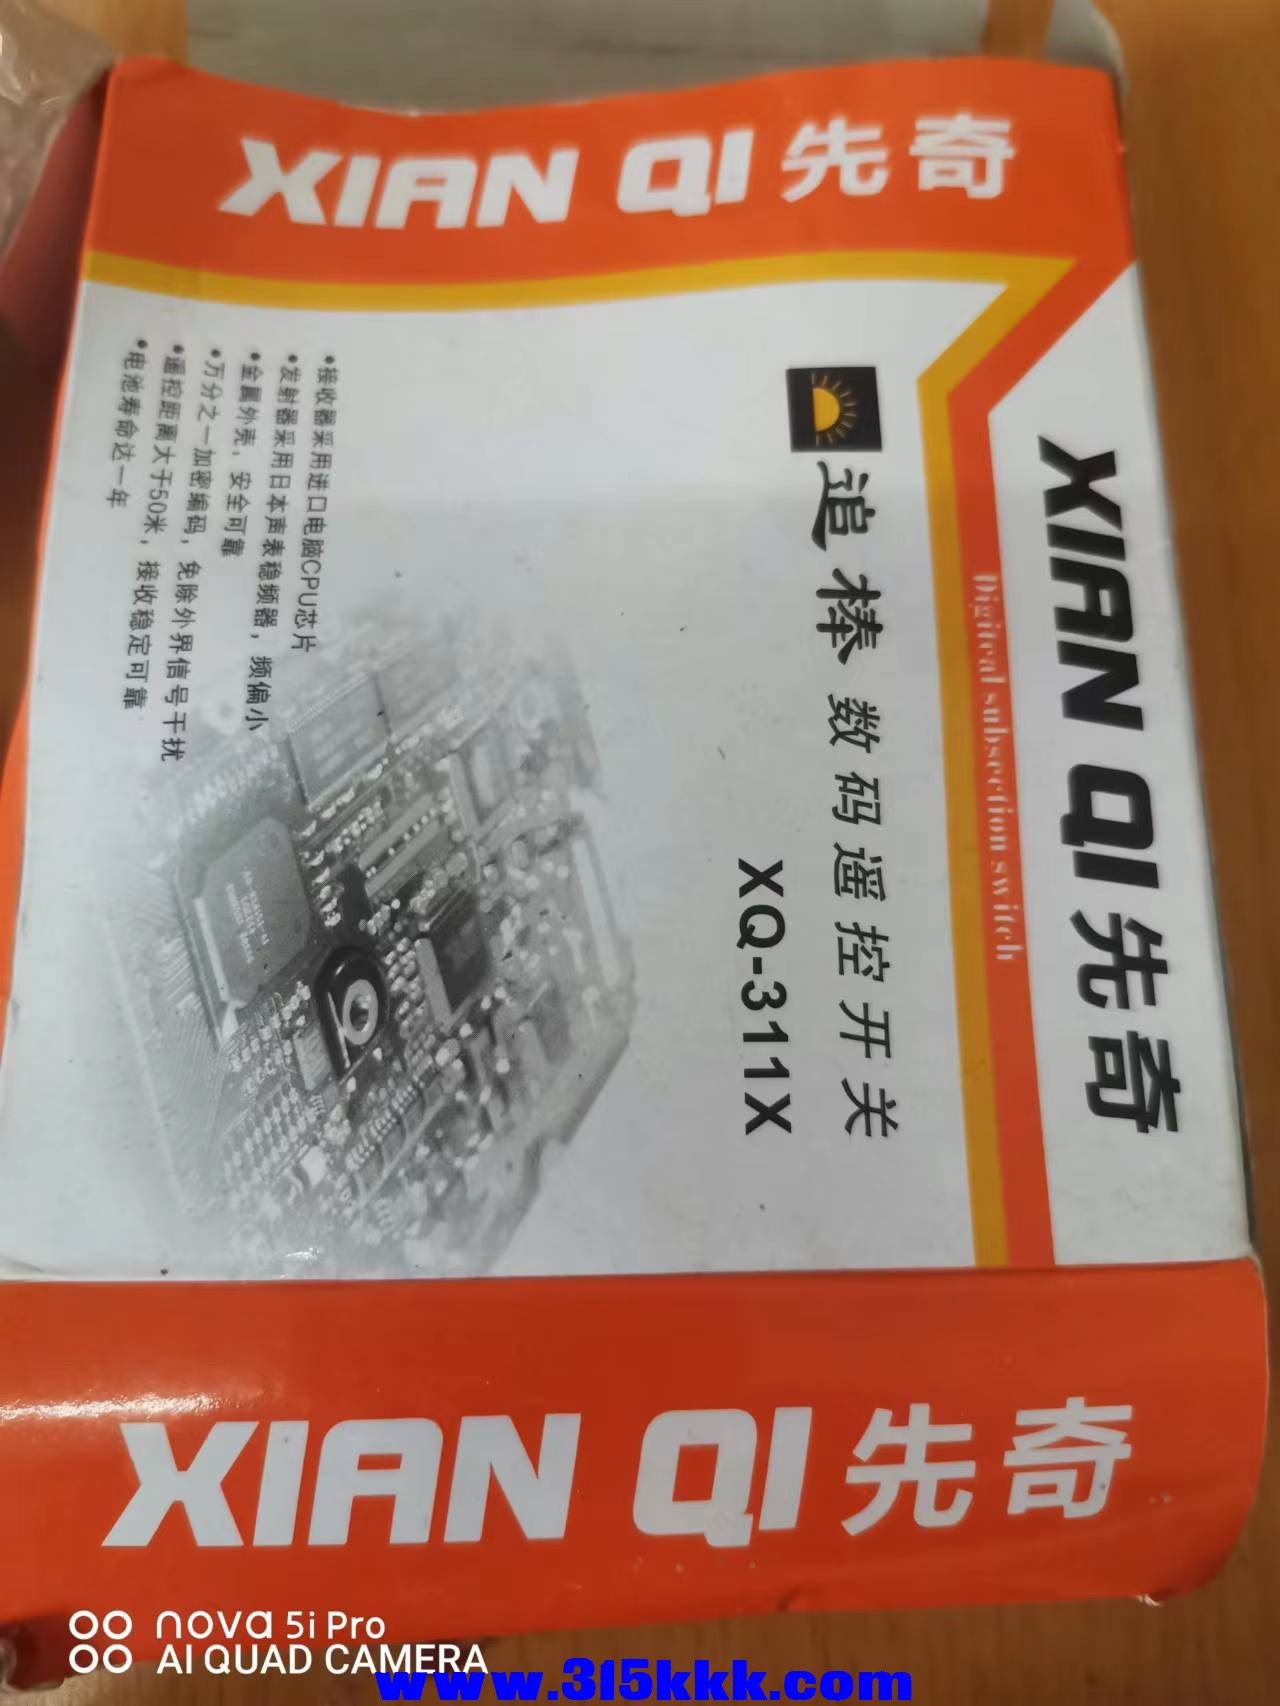 XIAN QI 先奇
XIAN QI 先奇
Digitcal subsection switch
追棒 数码遥控开关
XQ-311X
•接收器采用进口电脑CPU芯片
•发射器采用日本声表稳频器，频偏小
•金属外壳，安全可靠
•万分之一加密编码，免除外界信号干扰
•遥控距离大于50米，接收稳定可靠
•电池寿命达一年
XIAN QI 先奇
nova 5i Pro
AI QUAD CAMERA
www.315kkk.com